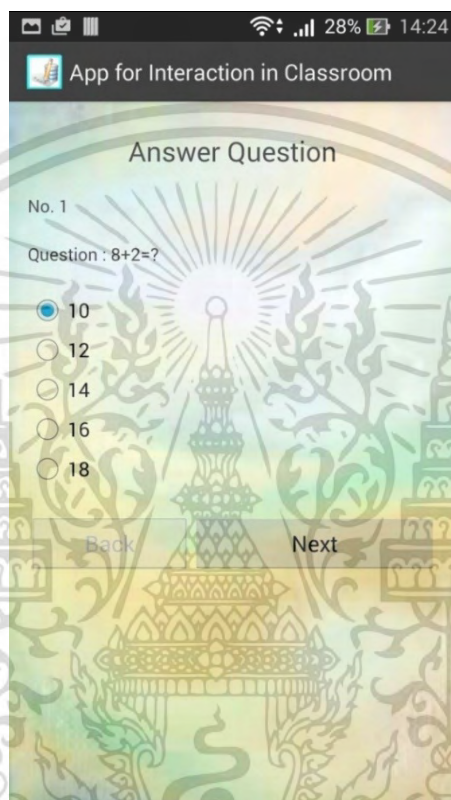 28% 14:24
App for Interaction in Classroom
Answer Question
No. 1
Question : 8+2=?
10
12
14
16
18
Back Next